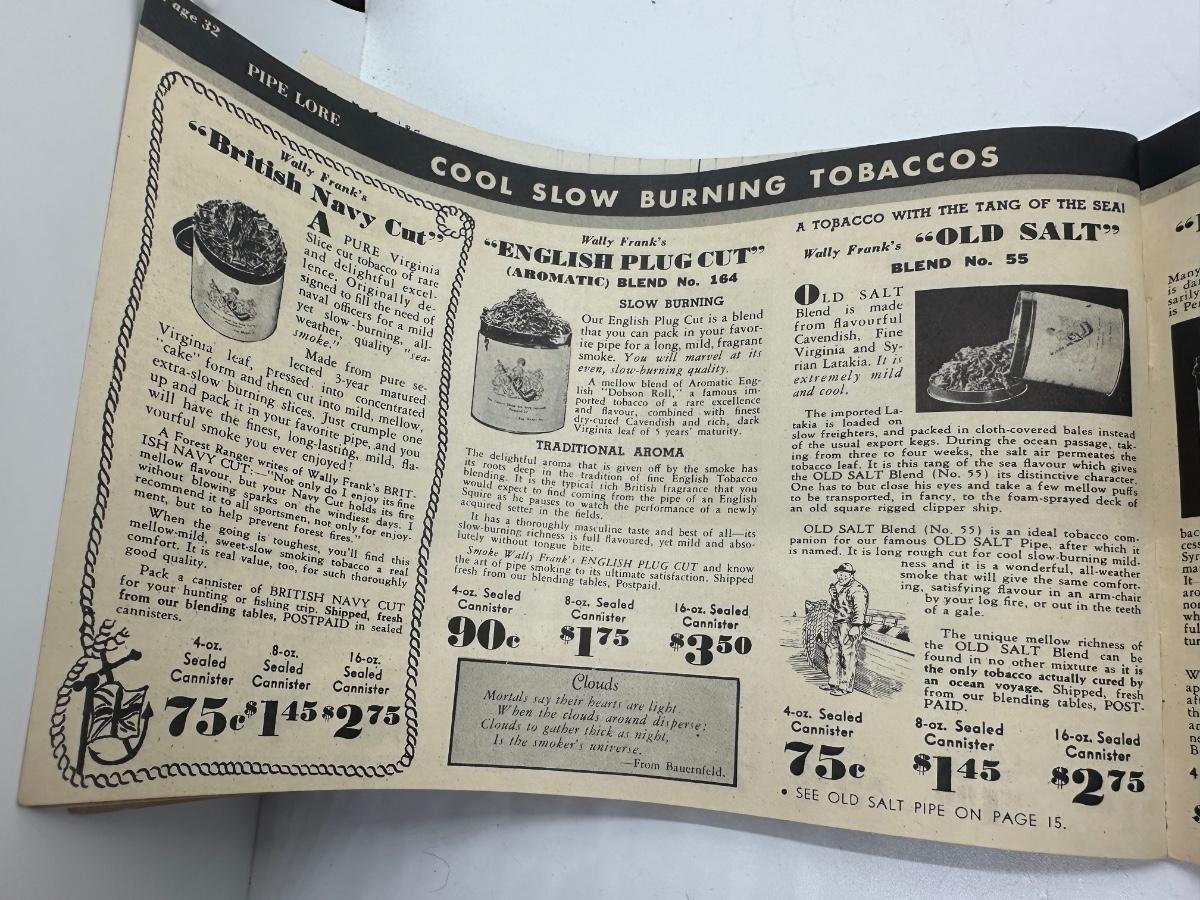 Page 32
PIPE LORE
COOL SLOW BURNING TOBACCOS
Wally Frank's
"British Navy Cut"
A PURE Virginia
Slice cut tobacco of rare
and delightful excel-
lence. Originally de-
signed to fill the need of
naval officers for a mild
yet slow-burning, all-
weather, quality "sea-
smoke."
Made from pure se-
lected 3-year matured
Virginia leaf, pressed into concentrated
"cake" form and then cut into mild, mellow,
extra-slow burning slices. Just crumple one
up and pack it in your favorite pipe, and you
will have the finest, long-lasting, mild, fla-
vourful smoke you ever enjoyed!
A Forest Ranger writes of Wally Frank's BRIT-
ISH NAVY CUT:—"Not only do I enjoy its fine
mellow flavour, but your Navy Cut holds its fire
without blowing sparks on the windiest days. I
recommend it to all sportsmen, not only for enjoy-
ment, but to help prevent forest fires."
When the going is toughest, you'll find this
mellow-mild, sweet-slow smoking tobacco a real
comfort. It is real value, too, for such thoroughly
good quality.
Pack a cannister of BRITISH NAVY CUT
for your hunting or fishing trip. Shipped, fresh
from our blending tables, POSTPAID in sealed
cannisters.
4-oz. 8-oz. 16-oz.
Sealed Sealed Sealed
Cannister Cannister Cannister
75c $1 45 $2 75
Wally Frank's
"ENGLISH PLUG CUT"
(AROMATIC) BLEND No. 164
SLOW BURNING
Our English Plug Cut is a blend
that you can pack in your favor-
ite pipe for a long, mild, fragrant
smoke. You will marvel at its
even, slow-burning quality.
A mellow blend of Aromatic Eng-
lish "Dobson Roll," a famous im-
ported tobacco of a rare excellence
and flavour, combined with finest
dry-cured Cavendish and rich, dark
Virginia leaf of 5 years' maturity.
TRADITIONAL AROMA
The delightful aroma that is given off by the smoke has
its roots deep in the tradition of fine English Tobacco
blending. It is the typical rich British fragrance that you
would expect to find coming from the pipe of an English
Squire as he pauses to watch the performance of a newly
acquired setter in the fields.
It has a thoroughly masculine taste and best of all—its
slow-burning richness is full flavoured, yet mild and abso-
lutely without tongue bite.
Smoke Wally Frank's ENGLISH PLUG CUT and know
the art of pipe smoking to its ultimate satisfaction. Shipped
fresh from our blending tables, Postpaid.
4-oz. Sealed 8-oz. Sealed 16-oz. Sealed
Cannister Cannister Cannister
90c $1 75 $3 50
Clouds
Mortals say their hearts are light
When the clouds around disperse;
Clouds to gather thick as night,
Is the smoker's universe.
—From Bauernfeld.
A TOBACCO WITH THE TANG OF THE SEA!
Wally Frank's "OLD SALT"
BLEND No. 55
OLD SALT
Blend is made
from flavourful
Cavendish, Fine
Virginia and Sy-
rian Latakia. It is
extremely mild
and cool.
The imported La-
takia is loaded on
slow freighters, and packed in cloth-covered bales instead
of the usual export kegs. During the ocean passage, tak-
ing from three to four weeks, the salt air permeates the
tobacco leaf. It is this tang of the sea flavour which gives
the OLD SALT Blend (No. 55) its distinctive character.
One has to but close his eyes and take a few mellow puffs
to be transported, in fancy, to the foam-sprayed deck of
an old square rigged clipper ship.
OLD SALT Blend (No. 55) is an ideal tobacco com-
panion for our famous OLD SALT Pipe, after which it
is named. It is long rough cut for cool slow-burning mild-
ness and it is a wonderful, all-weather
smoke that will give the same comfort-
ing, satisfying flavour in an arm-chair
by your log fire, or out in the teeth
of a gale.
The unique mellow richness of
the OLD SALT Blend can be
found in no other mixture as it is
the only tobacco actually cured by
an ocean voyage. Shipped, fresh
from our blending tables, POST-
PAID.
4-oz. Sealed 8-oz. Sealed 16-oz. Sealed
Cannister Cannister Cannister
75c $1 45 $2 75
• SEE OLD SALT PIPE ON PAGE 15.
Many
is da
sarily
is Pe